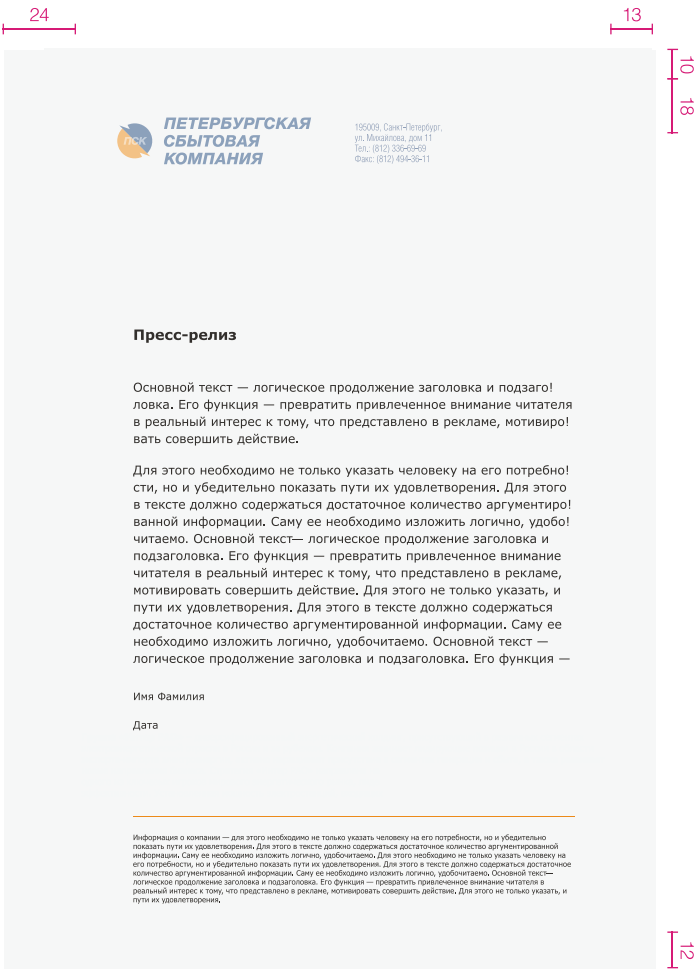 24
13
10
18
ПСК
ПЕТЕРБУРГСКАЯ
СБЫТОВАЯ
КОМПАНИЯ
195009, Санкт-Петербург,
ул. Михайлова, дом 11
Тел.: (812) 336-69-69
Факс: (812) 494-36-11
Пресс-релиз
Основной текст — логическое продолжение заголовка и подзаго!
ловка. Его функция — превратить привлеченное внимание читателя
в реальный интерес к тому, что представлено в рекламе, мотивиро!
вать совершить действие.
Для этого необходимо не только указать человеку на его потребно!
сти, но и убедительно показать пути их удовлетворения. Для этого
в тексте должно содержаться достаточное количество аргументиро!
ванной информации. Саму ее необходимо изложить логично, удобо!
читаемо. Основной текст— логическое продолжение заголовка и
подзаголовка. Его функция — превратить привлеченное внимание
читателя в реальный интерес к тому, что представлено в рекламе,
мотивировать совершить действие. Для этого не только указать, и
пути их удовлетворения. Для этого в тексте должно содержаться
достаточное количество аргументированной информации. Саму ее
необходимо изложить логично, удобочитаемо. Основной текст —
логическое продолжение заголовка и подзаголовка. Его функция —
Имя Фамилия
Дата
Информация о компании — для этого необходимо не только указать человеку на его потребности, но и убедительно
показать пути их удовлетворения. Для этого в тексте должно содержаться достаточное количество аргументированной
информации. Саму ее необходимо изложить логично, удобочитаемо. Для этого необходимо не только указать человеку на
его потребности, но и убедительно показать пути их удовлетворения. Для этого в тексте должно содержаться достаточное
количество аргументированной информации. Саму ее необходимо изложить логично, удобочитаемо. Основной текст—
логическое продолжение заголовка и подзаголовка. Его функция — превратить привлеченное внимание читателя в
реальный интерес к тому, что представлено в рекламе, мотивировать совершить действие. Для этого не только указать, и
пути их удовлетворения.
12